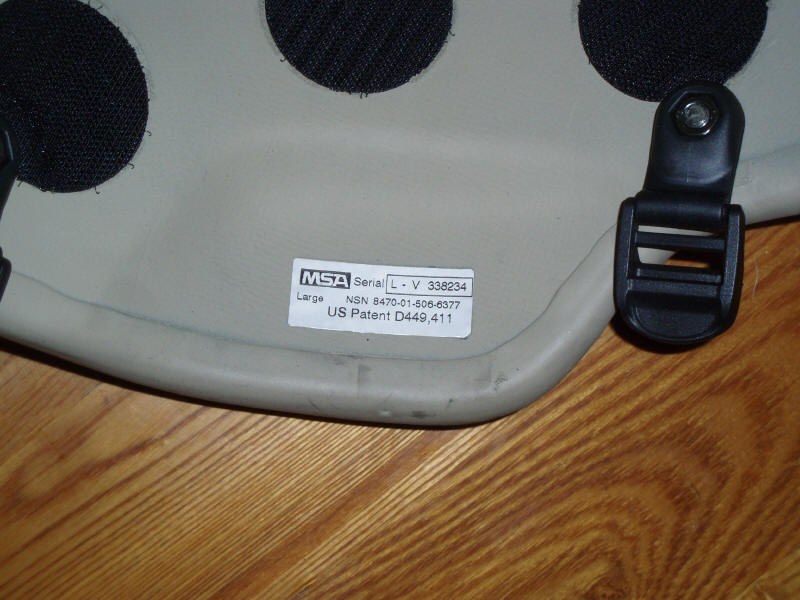 MSA Serial L - V 338234
Large NSN 8470-01-506-6377
US Patent D449,411